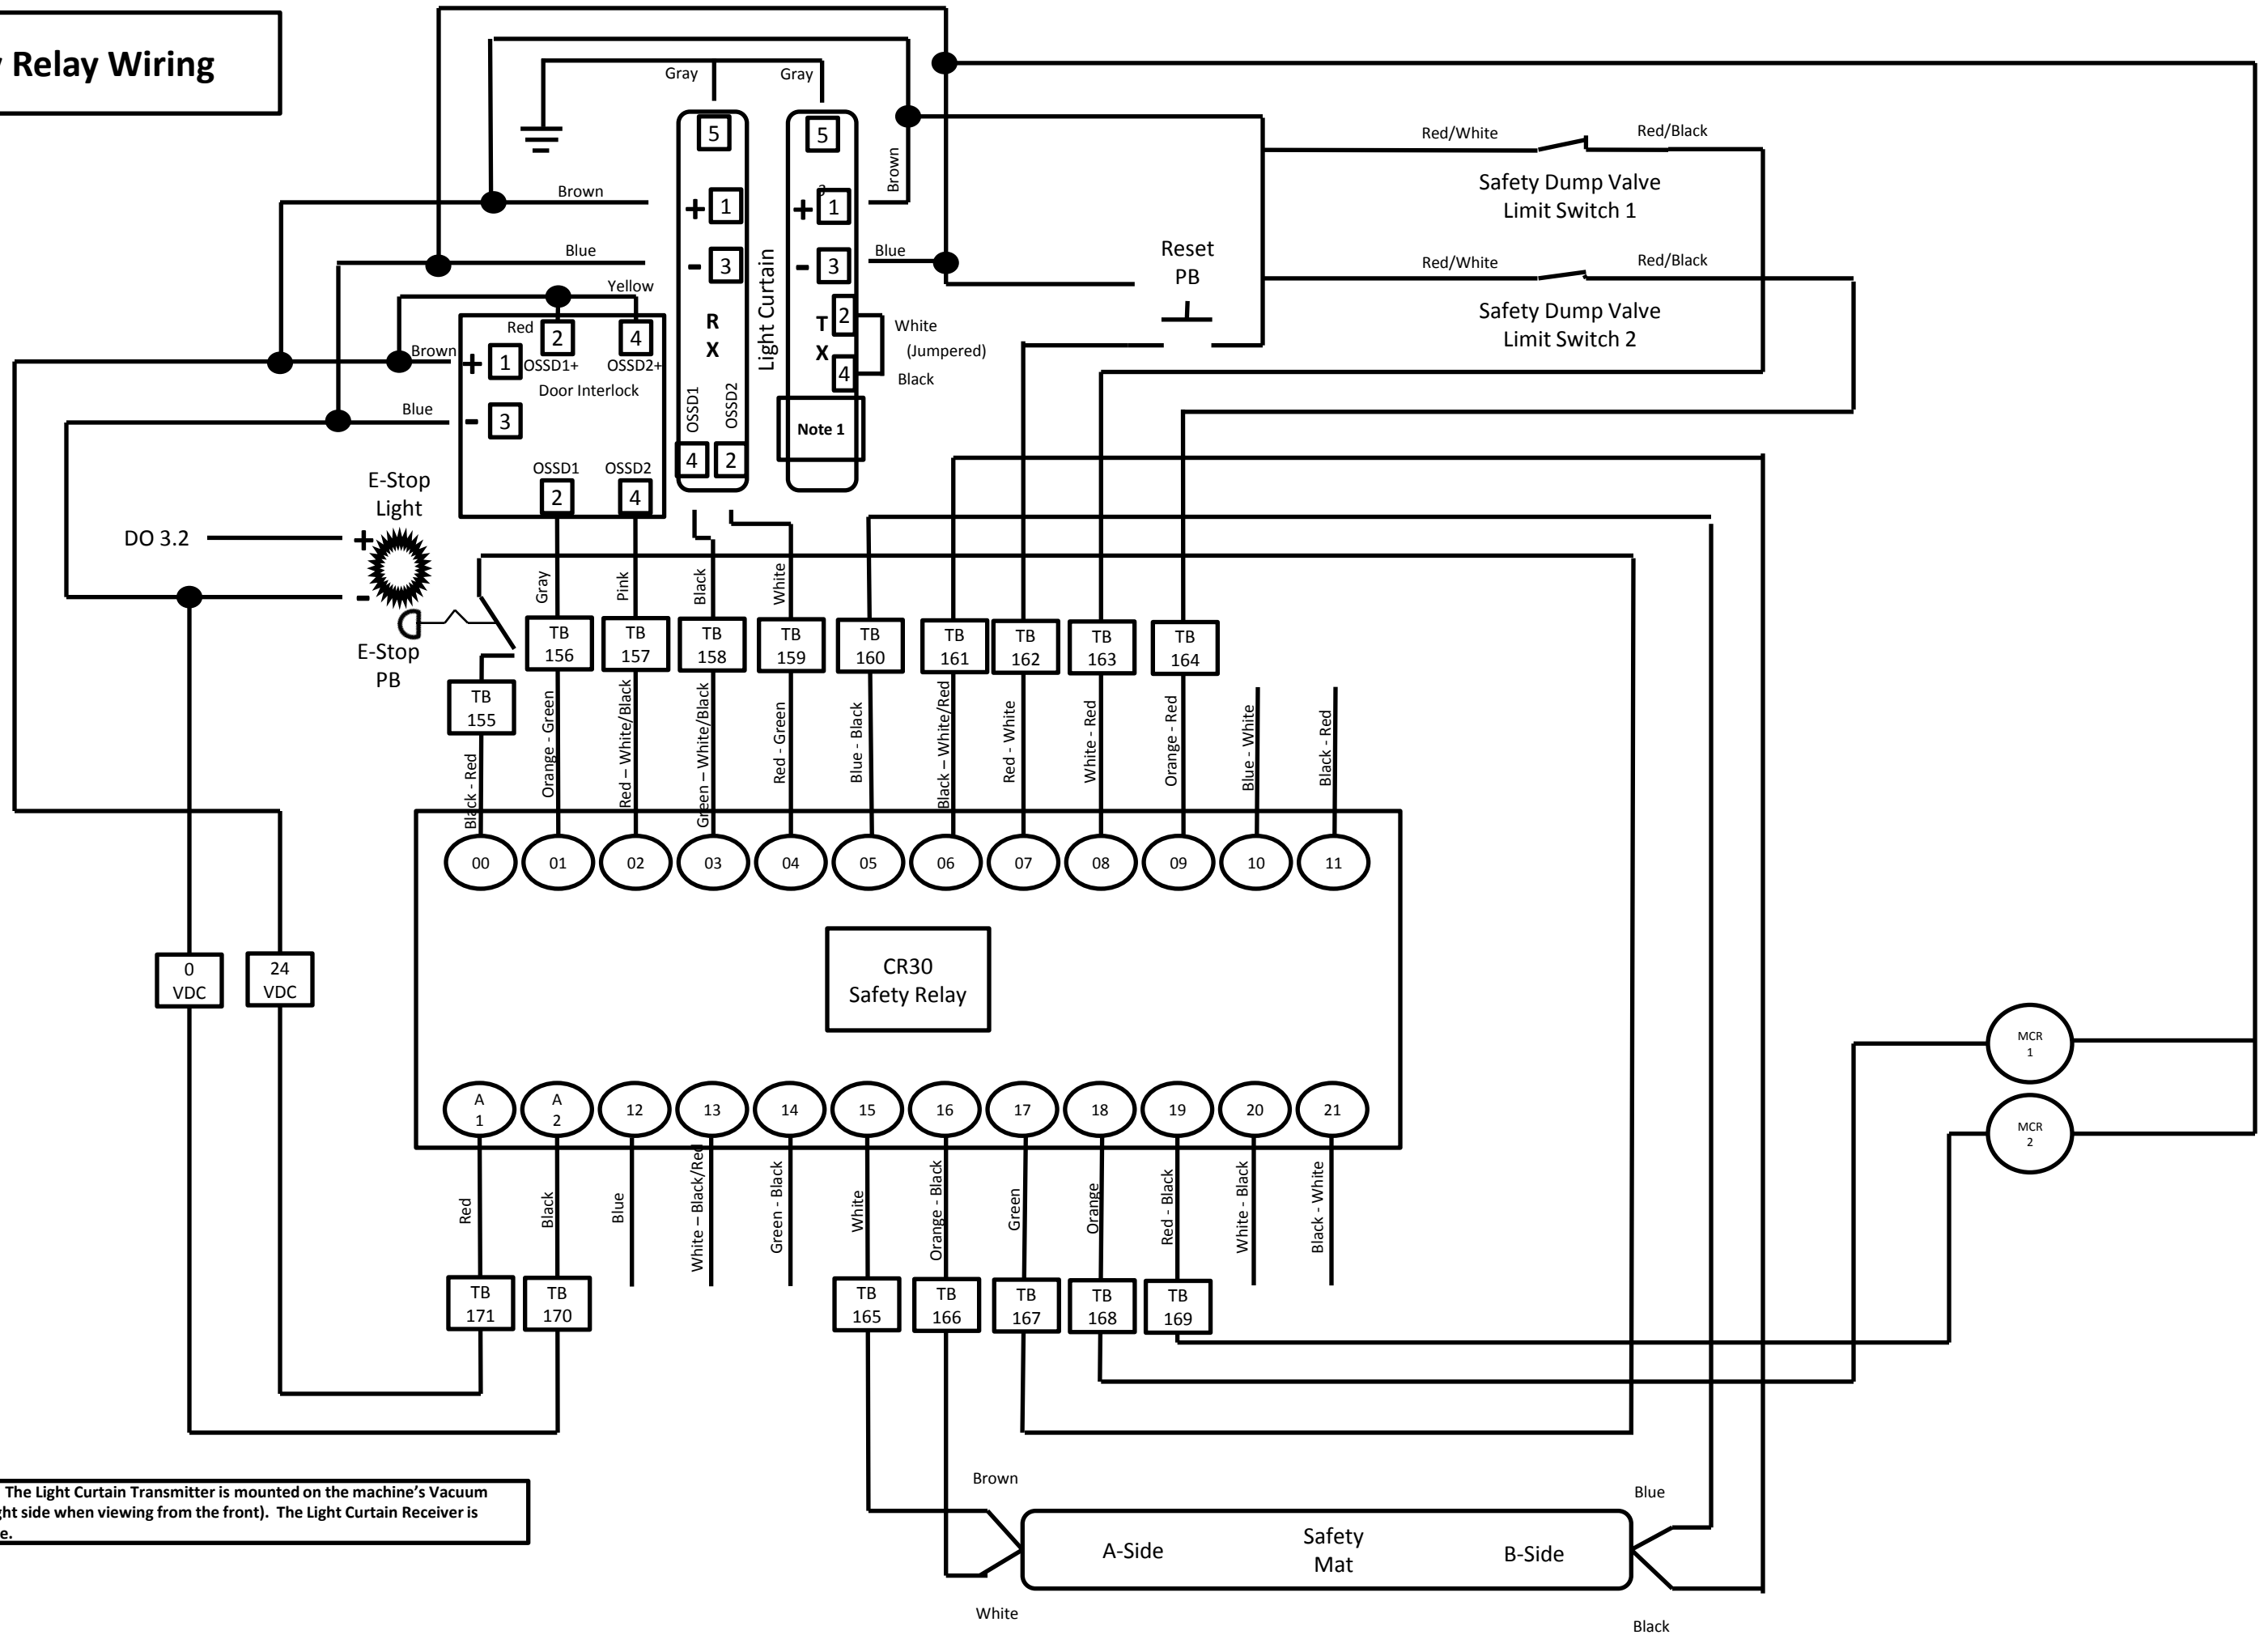 Relay Wiring
Gray
Gray
5
5
Brown
Brown
+ 1
+ 1
Blue
Blue
- 3
- 3
Yellow
Red
2
4
OSSD1+
OSSD2+
Brown
+ 1
Door Interlock
Blue
- 3
OSSD1
OSSD2
2
4
R
X
Light Curtain
T
X
2
4
White
(Jumpered)
Black
OSSD1
OSSD2
4
2
Note 1
Reset
PB
Red/White
Red/Black
Safety Dump Valve
Limit Switch 1
Red/White
Red/Black
Safety Dump Valve
Limit Switch 2
E-Stop
Light
DO 3.2
+
-
E-Stop
PB
Gray
Pink
Black
White
TB
155
TB
156
TB
157
TB
158
TB
159
TB
160
TB
161
TB
162
TB
163
TB
164
Black - Red
Orange - Green
Red – White/Black
Green – White/Black
Red - Green
Blue - Black
Black – White/Red
Red - White
White - Red
Orange - Red
Blue - White
Black - Red
00
01
02
03
04
05
06
07
08
09
10
11
0
VDC
24
VDC
CR30
Safety Relay
MCR
1
MCR
2
A
1
A
2
12
13
14
15
16
17
18
19
20
21
Red
Black
Blue
White – Black/Red
Green - Black
White
Orange - Black
Green
Orange
Red - Black
White - Black
Black - White
TB
171
TB
170
TB
165
TB
166
TB
167
TB
168
TB
169
The Light Curtain Transmitter is mounted on the machine's Vacuum
ght side when viewing from the front). The Light Curtain Receiver is
e.
Brown
White
A-Side
Safety
Mat
B-Side
Blue
Black